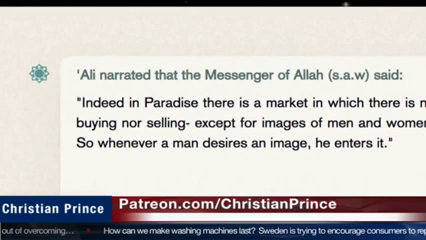 'Ali narrated that the Messenger of Allah (s.a.w) said:
"Indeed in Paradise there is a market in which there is
buying nor selling- except for images of men and
So whenever a man desires an image, he enters it."
Christian Prince
Patreon.com/ChristianPrince
out of overcoming...
How can we make washing machines last? Sweden is trying to encourage consumers to